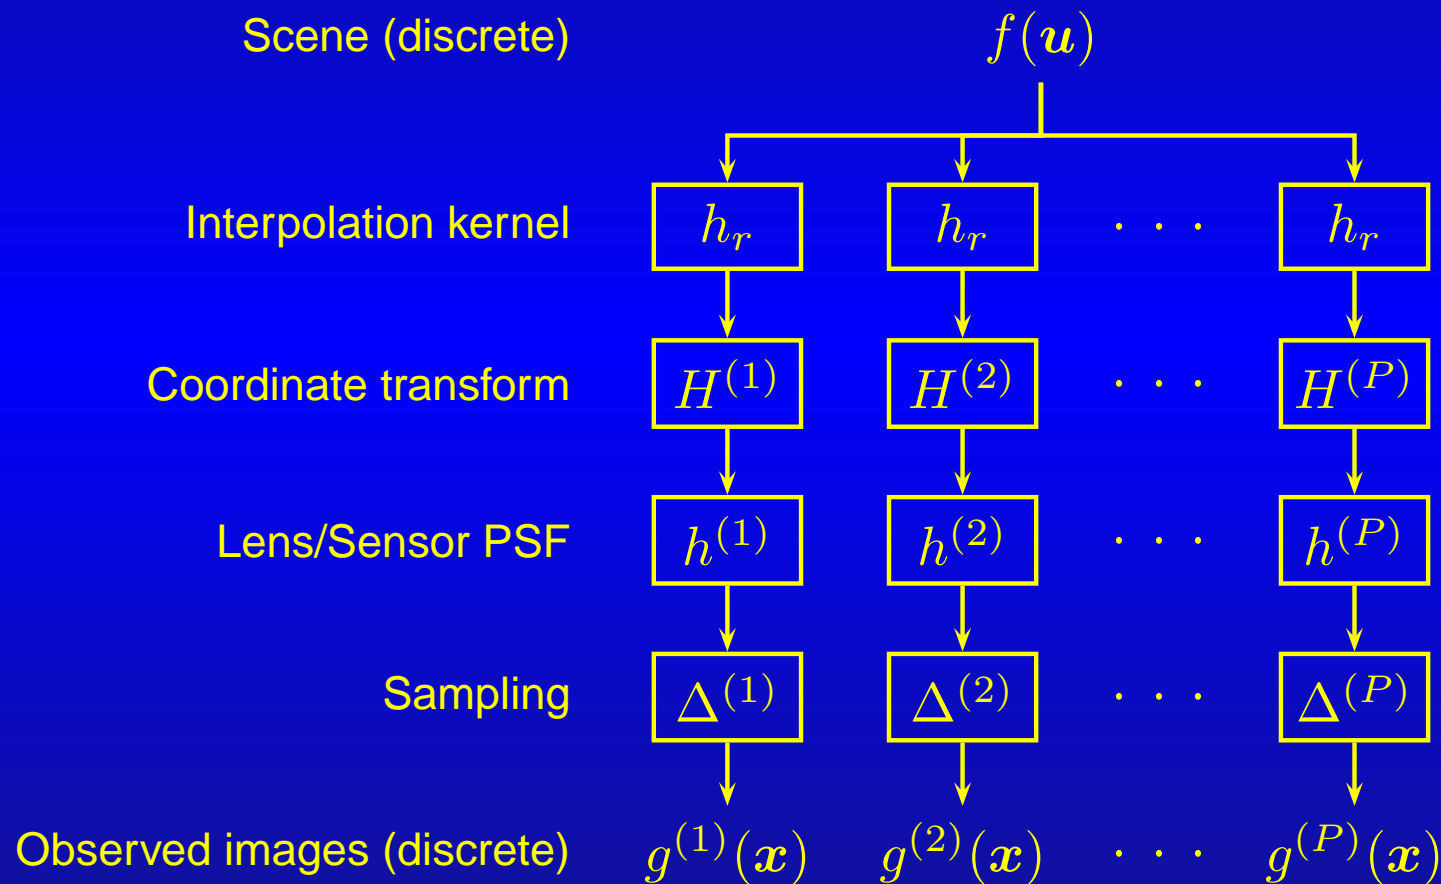 Scene (discrete) f(u)
Interpolation kernel h_r h_r · · · h_r
Coordinate transform H^(1) H^(2) · · · H^(P)
Lens/Sensor PSF h^(1) h^(2) · · · h^(P)
Sampling Δ^(1) Δ^(2) · · · Δ^(P)
Observed images (discrete) g^(1)(x) g^(2)(x) · · · g^(P)(x)